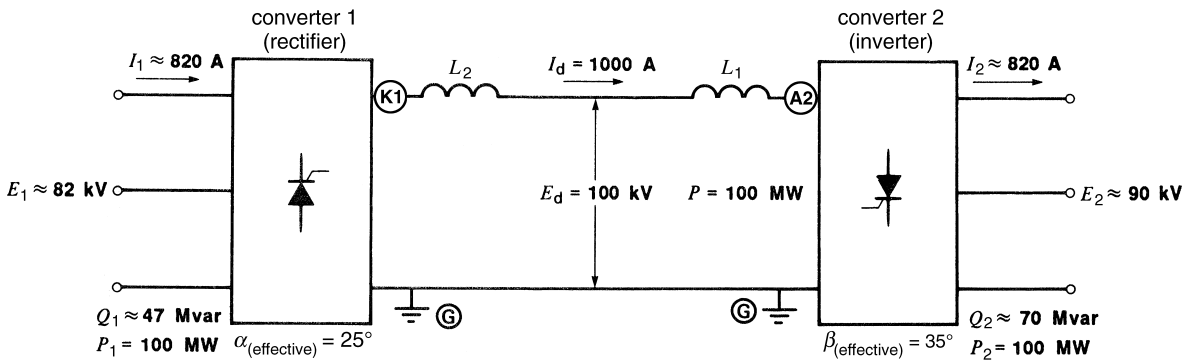 converter 1
(rectifier)
converter 2
(inverter)
I₁ ≈ 820 A
L₂
I_d = 1000 A
L₁
I₂ ≈ 820 A
K1
A2
E₁ ≈ 82 kV
E_d = 100 kV
P = 100 MW
E₂ ≈ 90 kV
G
G
Q₁ ≈ 47 Mvar
P₁ = 100 MW
α(effective) = 25°
β(effective) = 35°
Q₂ ≈ 70 Mvar
P₂ = 100 MW